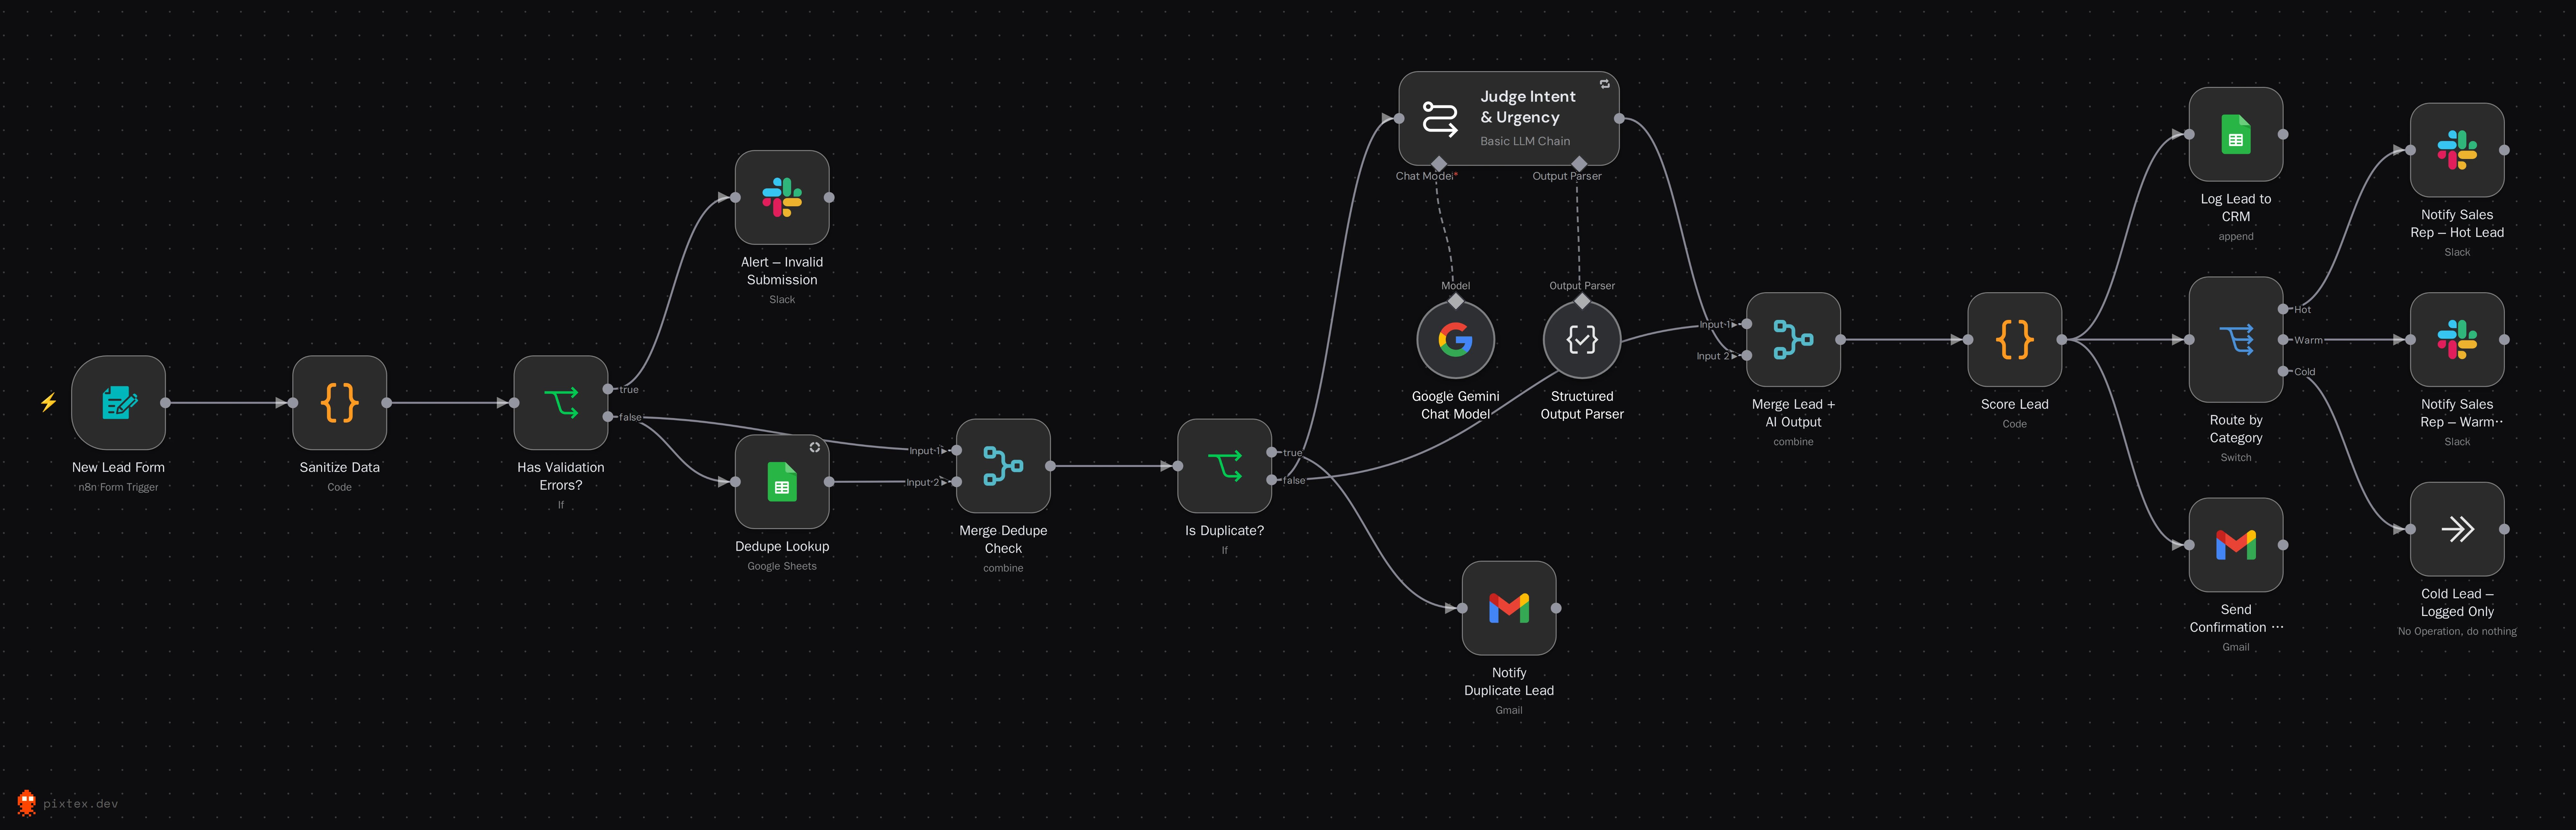 New Lead Form
n8n Form Trigger
Sanitize Data
Code
Has Validation
Errors?
If
true
false
Alert – Invalid
Submission
Slack
Dedupe Lookup
Google Sheets
Input 1
Input 2
Merge Dedupe
Check
combine
Is Duplicate?
If
true
false
Judge Intent
& Urgency
Basic LLM Chain
Chat Model*
Output Parser
Model
Output Parser
Google Gemini
Chat Model
Structured
Output Parser
Notify
Duplicate Lead
Gmail
Input 1
Input 2
Merge Lead +
AI Output
combine
Score Lead
Code
Log Lead to
CRM
append
Route by
Category
Switch
Hot
Warm
Cold
Send
Confirmation ...
Gmail
Notify Sales
Rep – Hot Lead
Slack
Notify Sales
Rep – Warm..
Slack
Cold Lead –
Logged Only
No Operation, do nothing
pixtex.dev